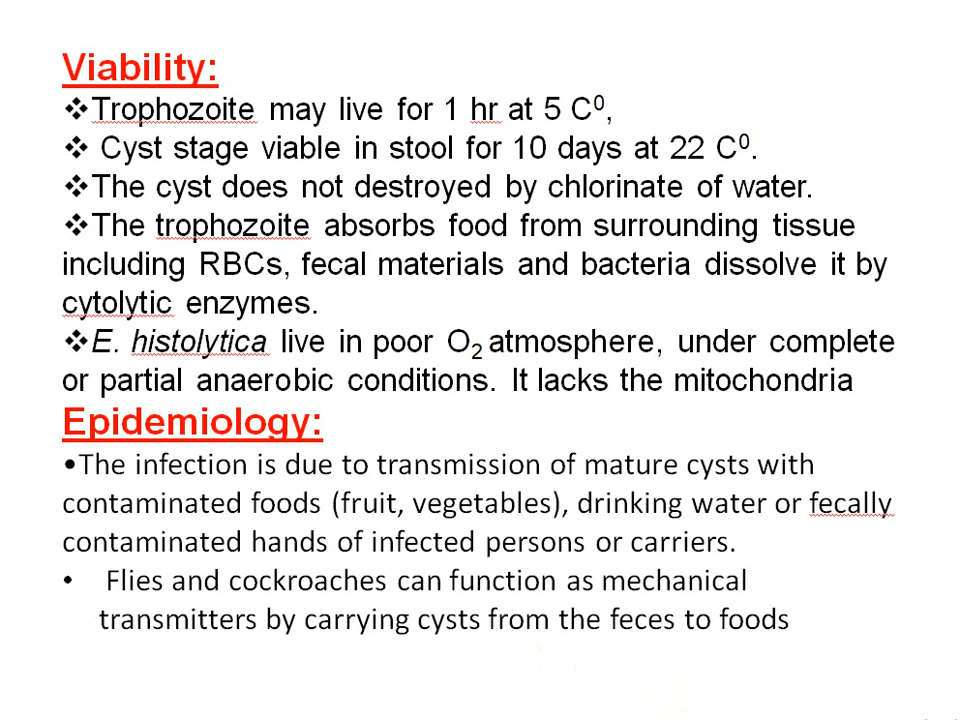 Viability:
❖Trophozoite may live for 1 hr at 5 C⁰,
❖ Cyst stage viable in stool for 10 days at 22 C⁰.
❖The cyst does not destroyed by chlorinate of water.
❖The trophozoite absorbs food from surrounding tissue
including RBCs, fecal materials and bacteria dissolve it by
cytolytic enzymes.
❖E. histolytica live in poor O₂ atmosphere, under complete
or partial anaerobic conditions. It lacks the mitochondria
Epidemiology:
•The infection is due to transmission of mature cysts with
contaminated foods (fruit, vegetables), drinking water or fecally
contaminated hands of infected persons or carriers.
• Flies and cockroaches can function as mechanical
transmitters by carrying cysts from the feces to foods